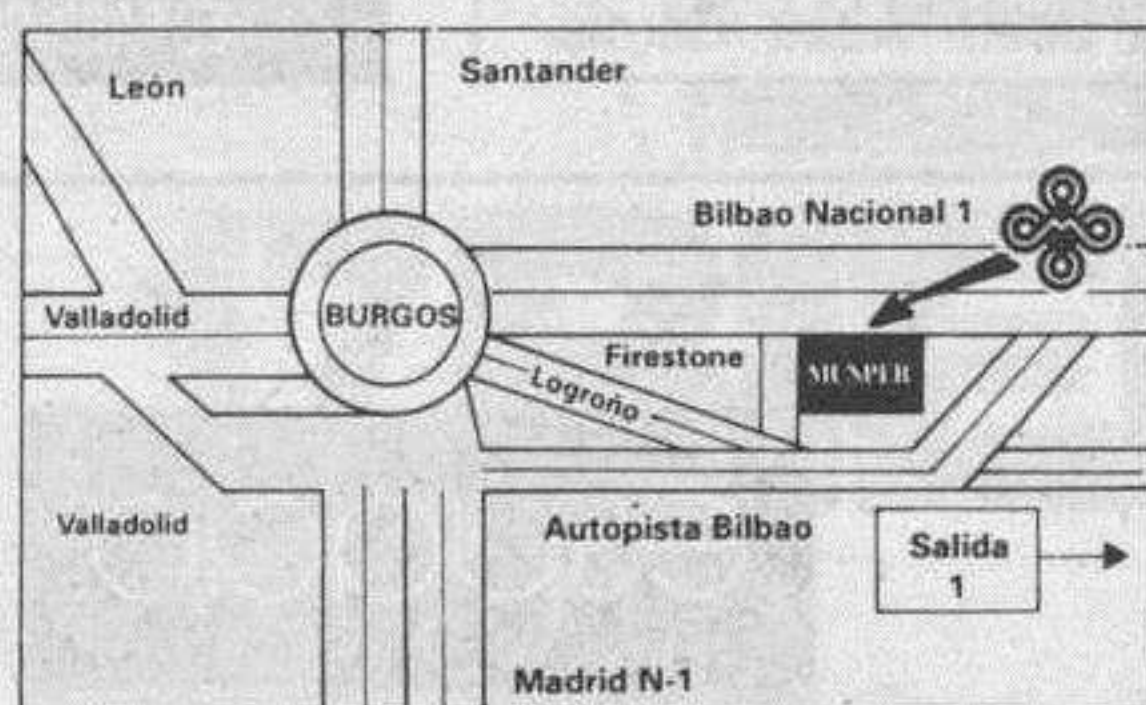 León
Santander
Bilbao Nacional 1
Valladolid
BURGOS
Firestone
MUNPER
Logroño
Valladolid
Autopista Bilbao
Salida
1
Madrid N-1